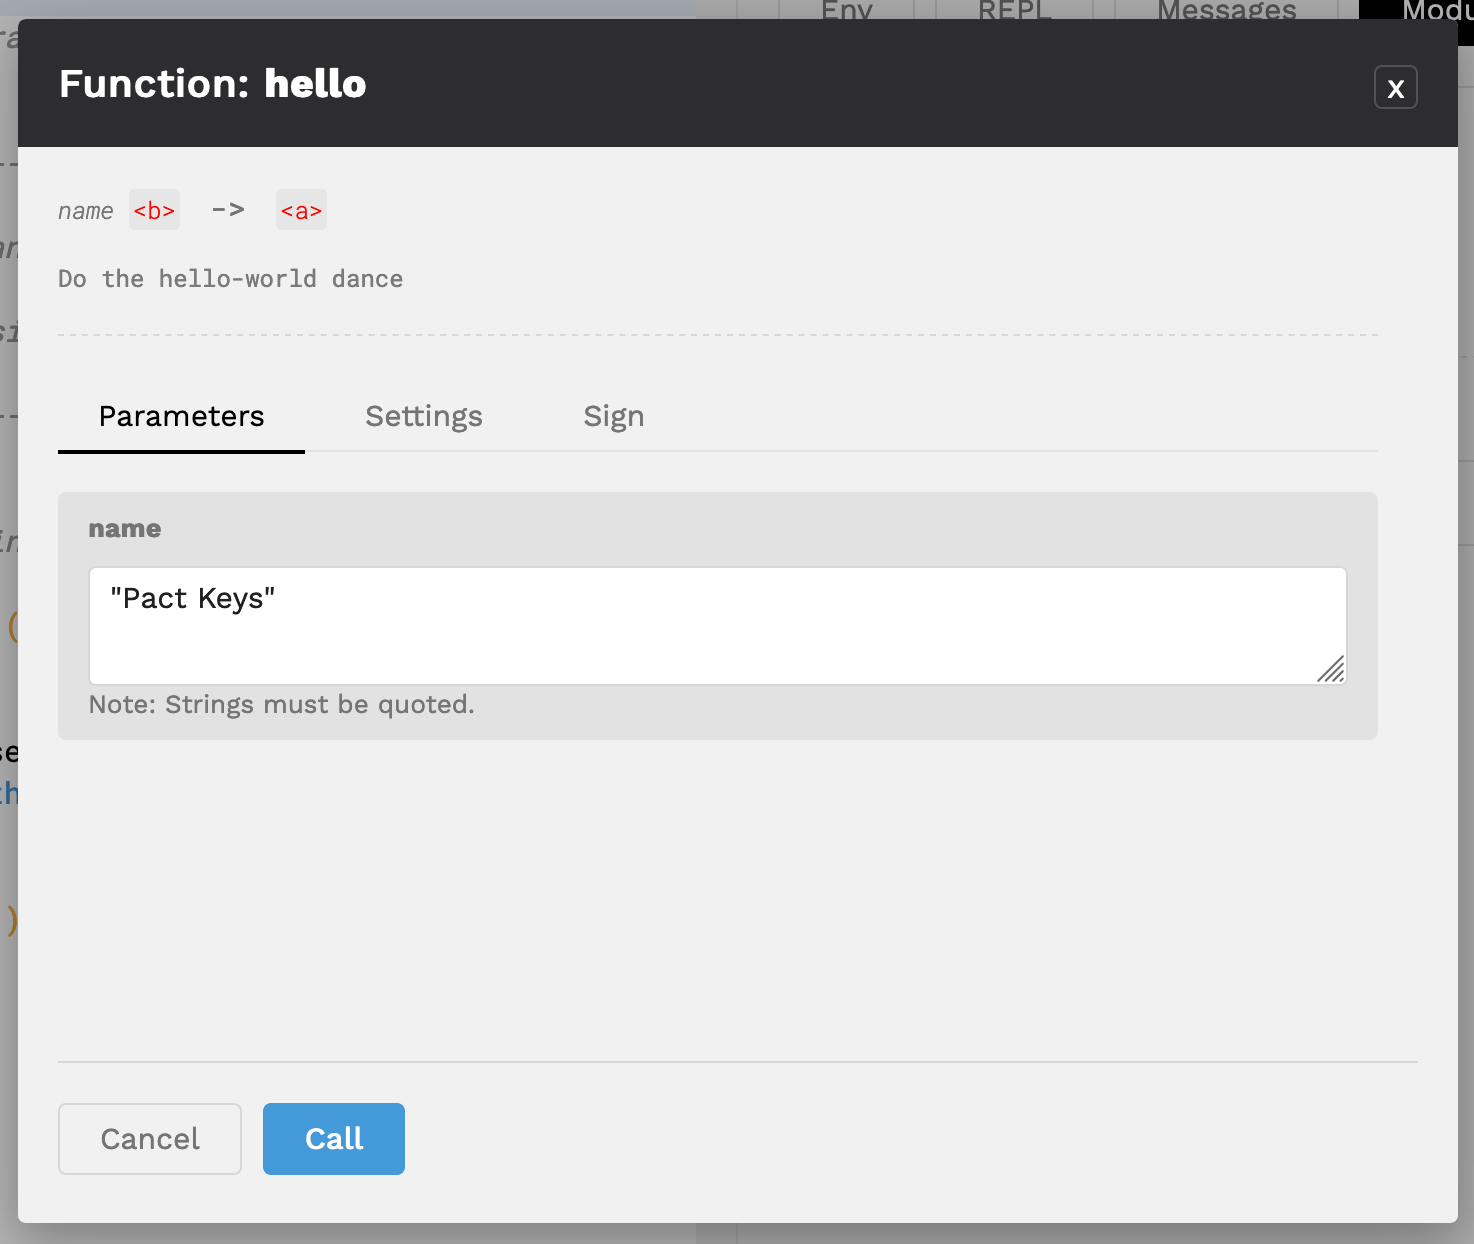 Env REPL Messages
Function: hello
X
name <b> -> <a>
Do the hello-world dance
Parameters Settings Sign
name
"Pact Keys"
Note: Strings must be quoted.
Cancel Call